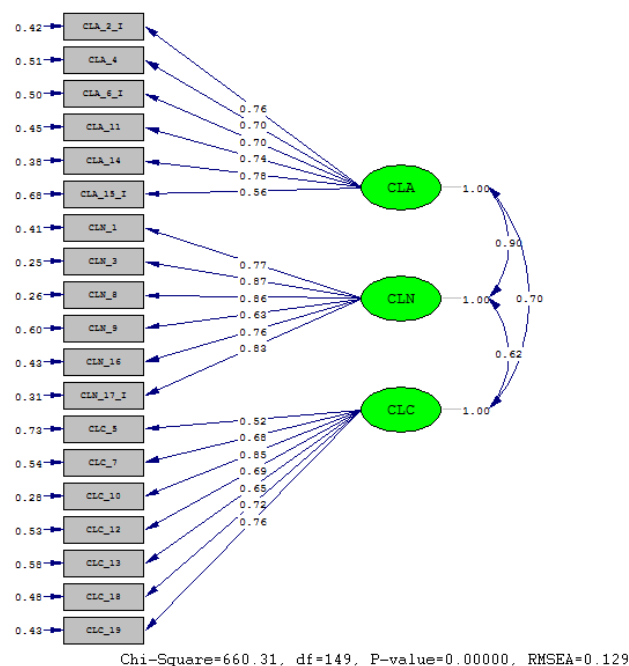 0.42 CLA_2_I
0.51 CLA_4
0.50 CLA_6_I
0.45 CLA_11
0.38 CLA_14
0.68 CLA_15_I
0.41 CLN_1
0.25 CLN_3
0.26 CLN_8
0.60 CLN_9
0.43 CLN_16
0.31 CLN_17_I
0.73 CLC_5
0.54 CLC_7
0.28 CLC_10
0.53 CLC_12
0.58 CLC_13
0.48 CLC_18
0.43 CLC_19
0.76
0.70
0.70
0.74
0.78
0.56
0.77
0.87
0.86
0.63
0.76
0.83
0.52
0.68
0.85
0.69
0.65
0.72
0.76
CLA 1.00
CLN 1.00
CLC 1.00
0.90
0.70
0.62
Chi-Square=660.31, df=149, P-value=0.00000, RMSEA=0.129